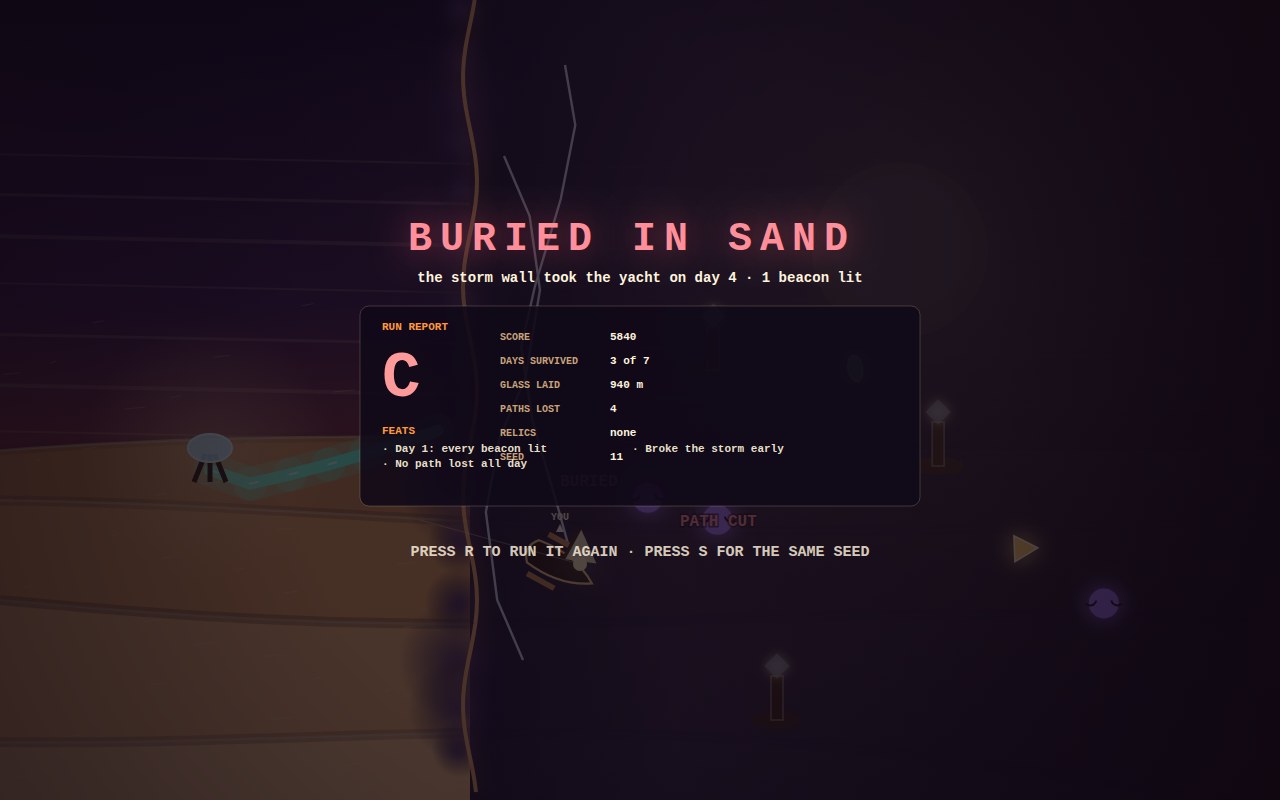 BURIED IN SAND
the storm wall took the yacht on day 4 · 1 beacon lit
RUN REPORT
C
SCORE 5840
DAYS SURVIVED 3 of 7
GLASS LAID 940 m
PATHS LOST 4
RELICS none
SEED 11
FEATS
· Day 1: every beacon lit
· Broke the storm early
· No path lost all day
BURIED
YOU
PATH CUT
PRESS R TO RUN IT AGAIN · PRESS S FOR THE SAME SEED